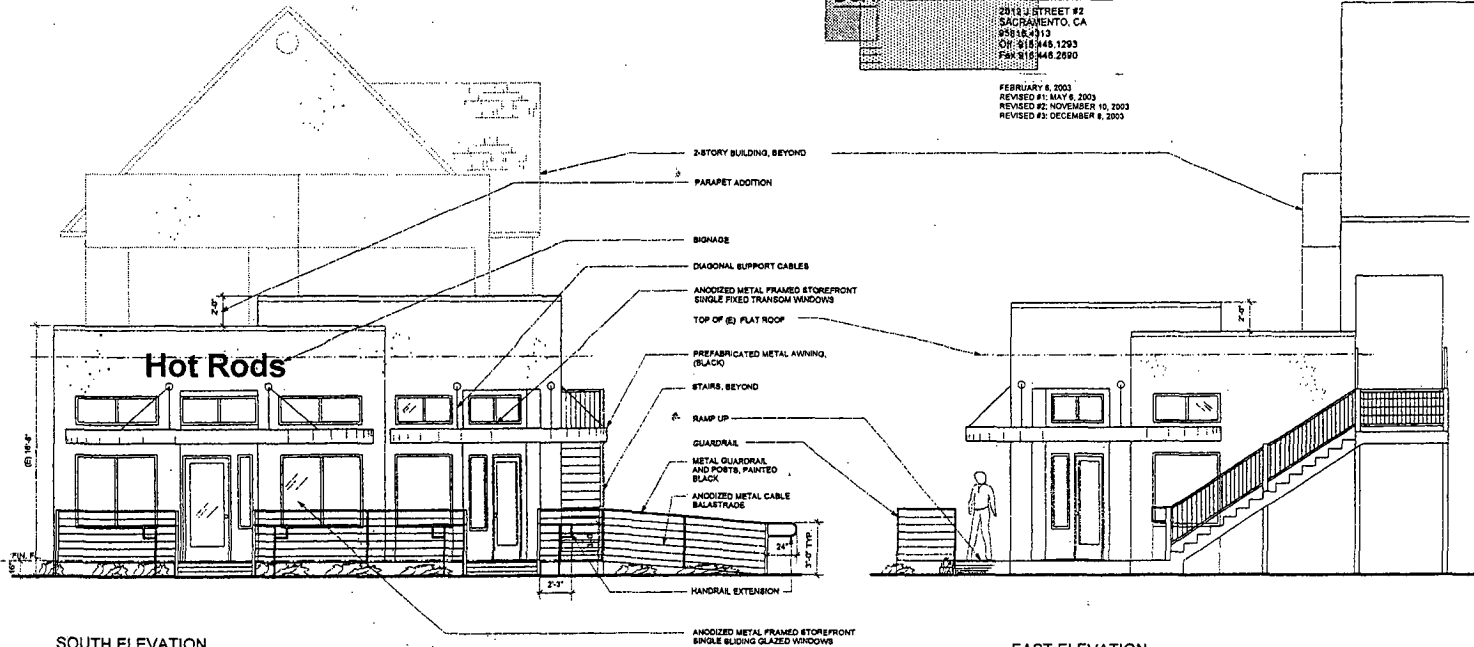 2812 J STREET #2
SACRAMENTO, CA
95816.4313
Off: 916.446.1293
Fax 916.446.2690
FEBRUARY 6, 2003
REVISED #1: MAY 6, 2003
REVISED #2: NOVEMBER 10, 2003
REVISED #3: DECEMBER 8, 2003
2-STORY BUILDING, BEYOND
PARAPET ADDITION
SIGNAGE
DIAGONAL SUPPORT CABLES
ANODIZED METAL FRAMED STOREFRONT
SINGLE FIXED TRANSOM WINDOWS
TOP OF (E) FLAT ROOF
PREFABRICATED METAL AWNING,
(BLACK)
STAIRS, BEYOND
RAMP UP
GUARDRAIL
METAL GUARDRAIL
AND POSTS, PAINTED
BLACK
ANODIZED METAL CABLE
BALASTRADE
HANDRAIL EXTENSION
ANODIZED METAL FRAMED STOREFRONT
SINGLE SLIDING GLAZED WINDOWS
2'-0"
Hot Rods
(E) 16'-8"
FIN. F.
2'-3"
24"
3'-0" TYP.
2'-0"
SOUTH ELEVATION
EAST ELEVATION